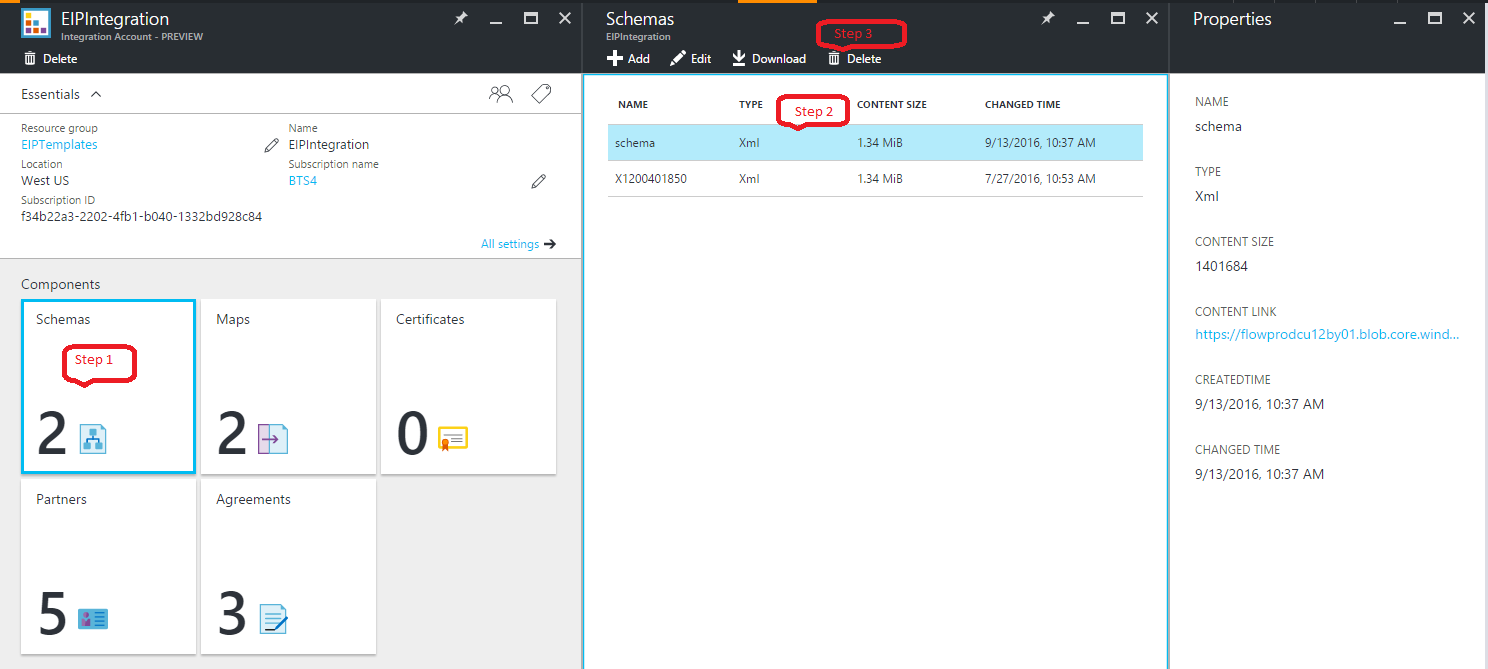 EIPIntegration
Integration Account - PREVIEW
Delete
Essentials
Resource group
EIPTemplates
Name
EIPIntegration
Location
West US
Subscription name
BTS4
Subscription ID
f34b22a3-2202-4fb1-b040-1332bd928c84
All settings
Components
Schemas
Step 1
2
Maps
2
Certificates
0
Partners
5
Agreements
3
Schemas
EIPIntegration
Step 3
Add Edit Download Delete
NAME TYPE CONTENT SIZE CHANGED TIME
Step 2
schema Xml 1.34 MiB 9/13/2016, 10:37 AM
X1200401850 Xml 1.34 MiB 7/27/2016, 10:53 AM
Properties
NAME
schema
TYPE
Xml
CONTENT SIZE
1401684
CONTENT LINK
https://flowprodcu12by01.blob.core.wind...
CREATEDTIME
9/13/2016, 10:37 AM
CHANGED TIME
9/13/2016, 10:37 AM